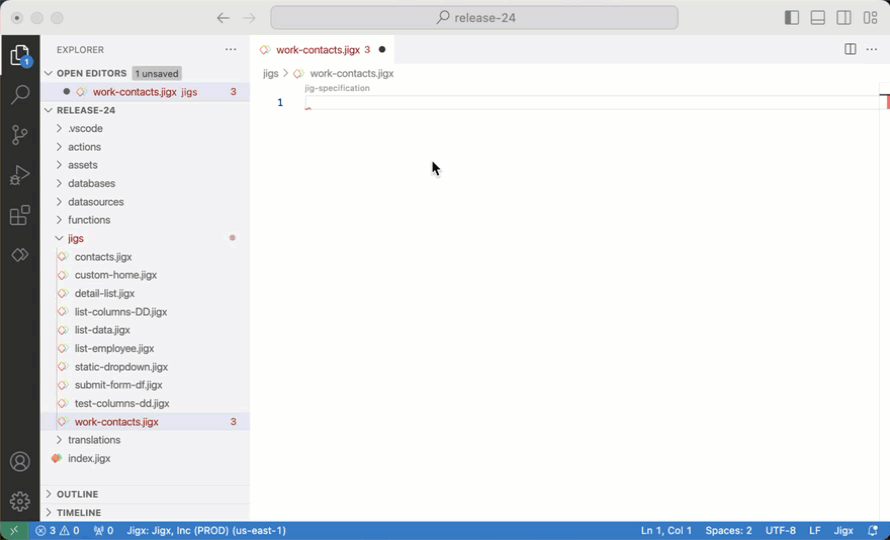 release-24
EXPLORER
OPEN EDITORS 1 unsaved
work-contacts.jigx jigs 3
RELEASE-24
.vscode
actions
assets
databases
datasources
functions
jigs
contacts.jigx
custom-home.jigx
detail-list.jigx
list-columns-DD.jigx
list-data.jigx
list-employee.jigx
static-dropdown.jigx
submit-form-df.jigx
test-columns-dd.jigx
work-contacts.jigx 3
translations
index.jigx
OUTLINE
TIMELINE
1
work-contacts.jigx 3
jigs > work-contacts.jigx
jig-specification
1
3 0 0 Jigx: Jigx, Inc (PROD) (us-east-1) Ln 1, Col 1 Spaces: 2 UTF-8 LF Jigx